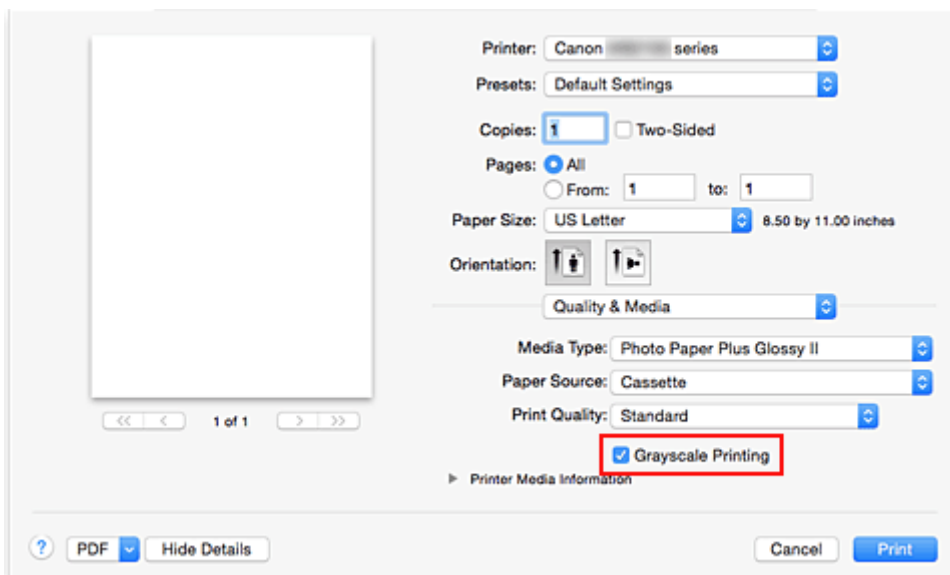 Printer: Canon series
Presets: Default Settings
Copies: 1 Two-Sided
Pages: All
From: 1 to: 1
Paper Size: US Letter 8.50 by 11.00 inches
Orientation:
Quality & Media
Media Type: Photo Paper Plus Glossy II
Paper Source: Cassette
1 of 1
Print Quality: Standard
Grayscale Printing
Printer Media Information
? PDF Hide Details Cancel Print